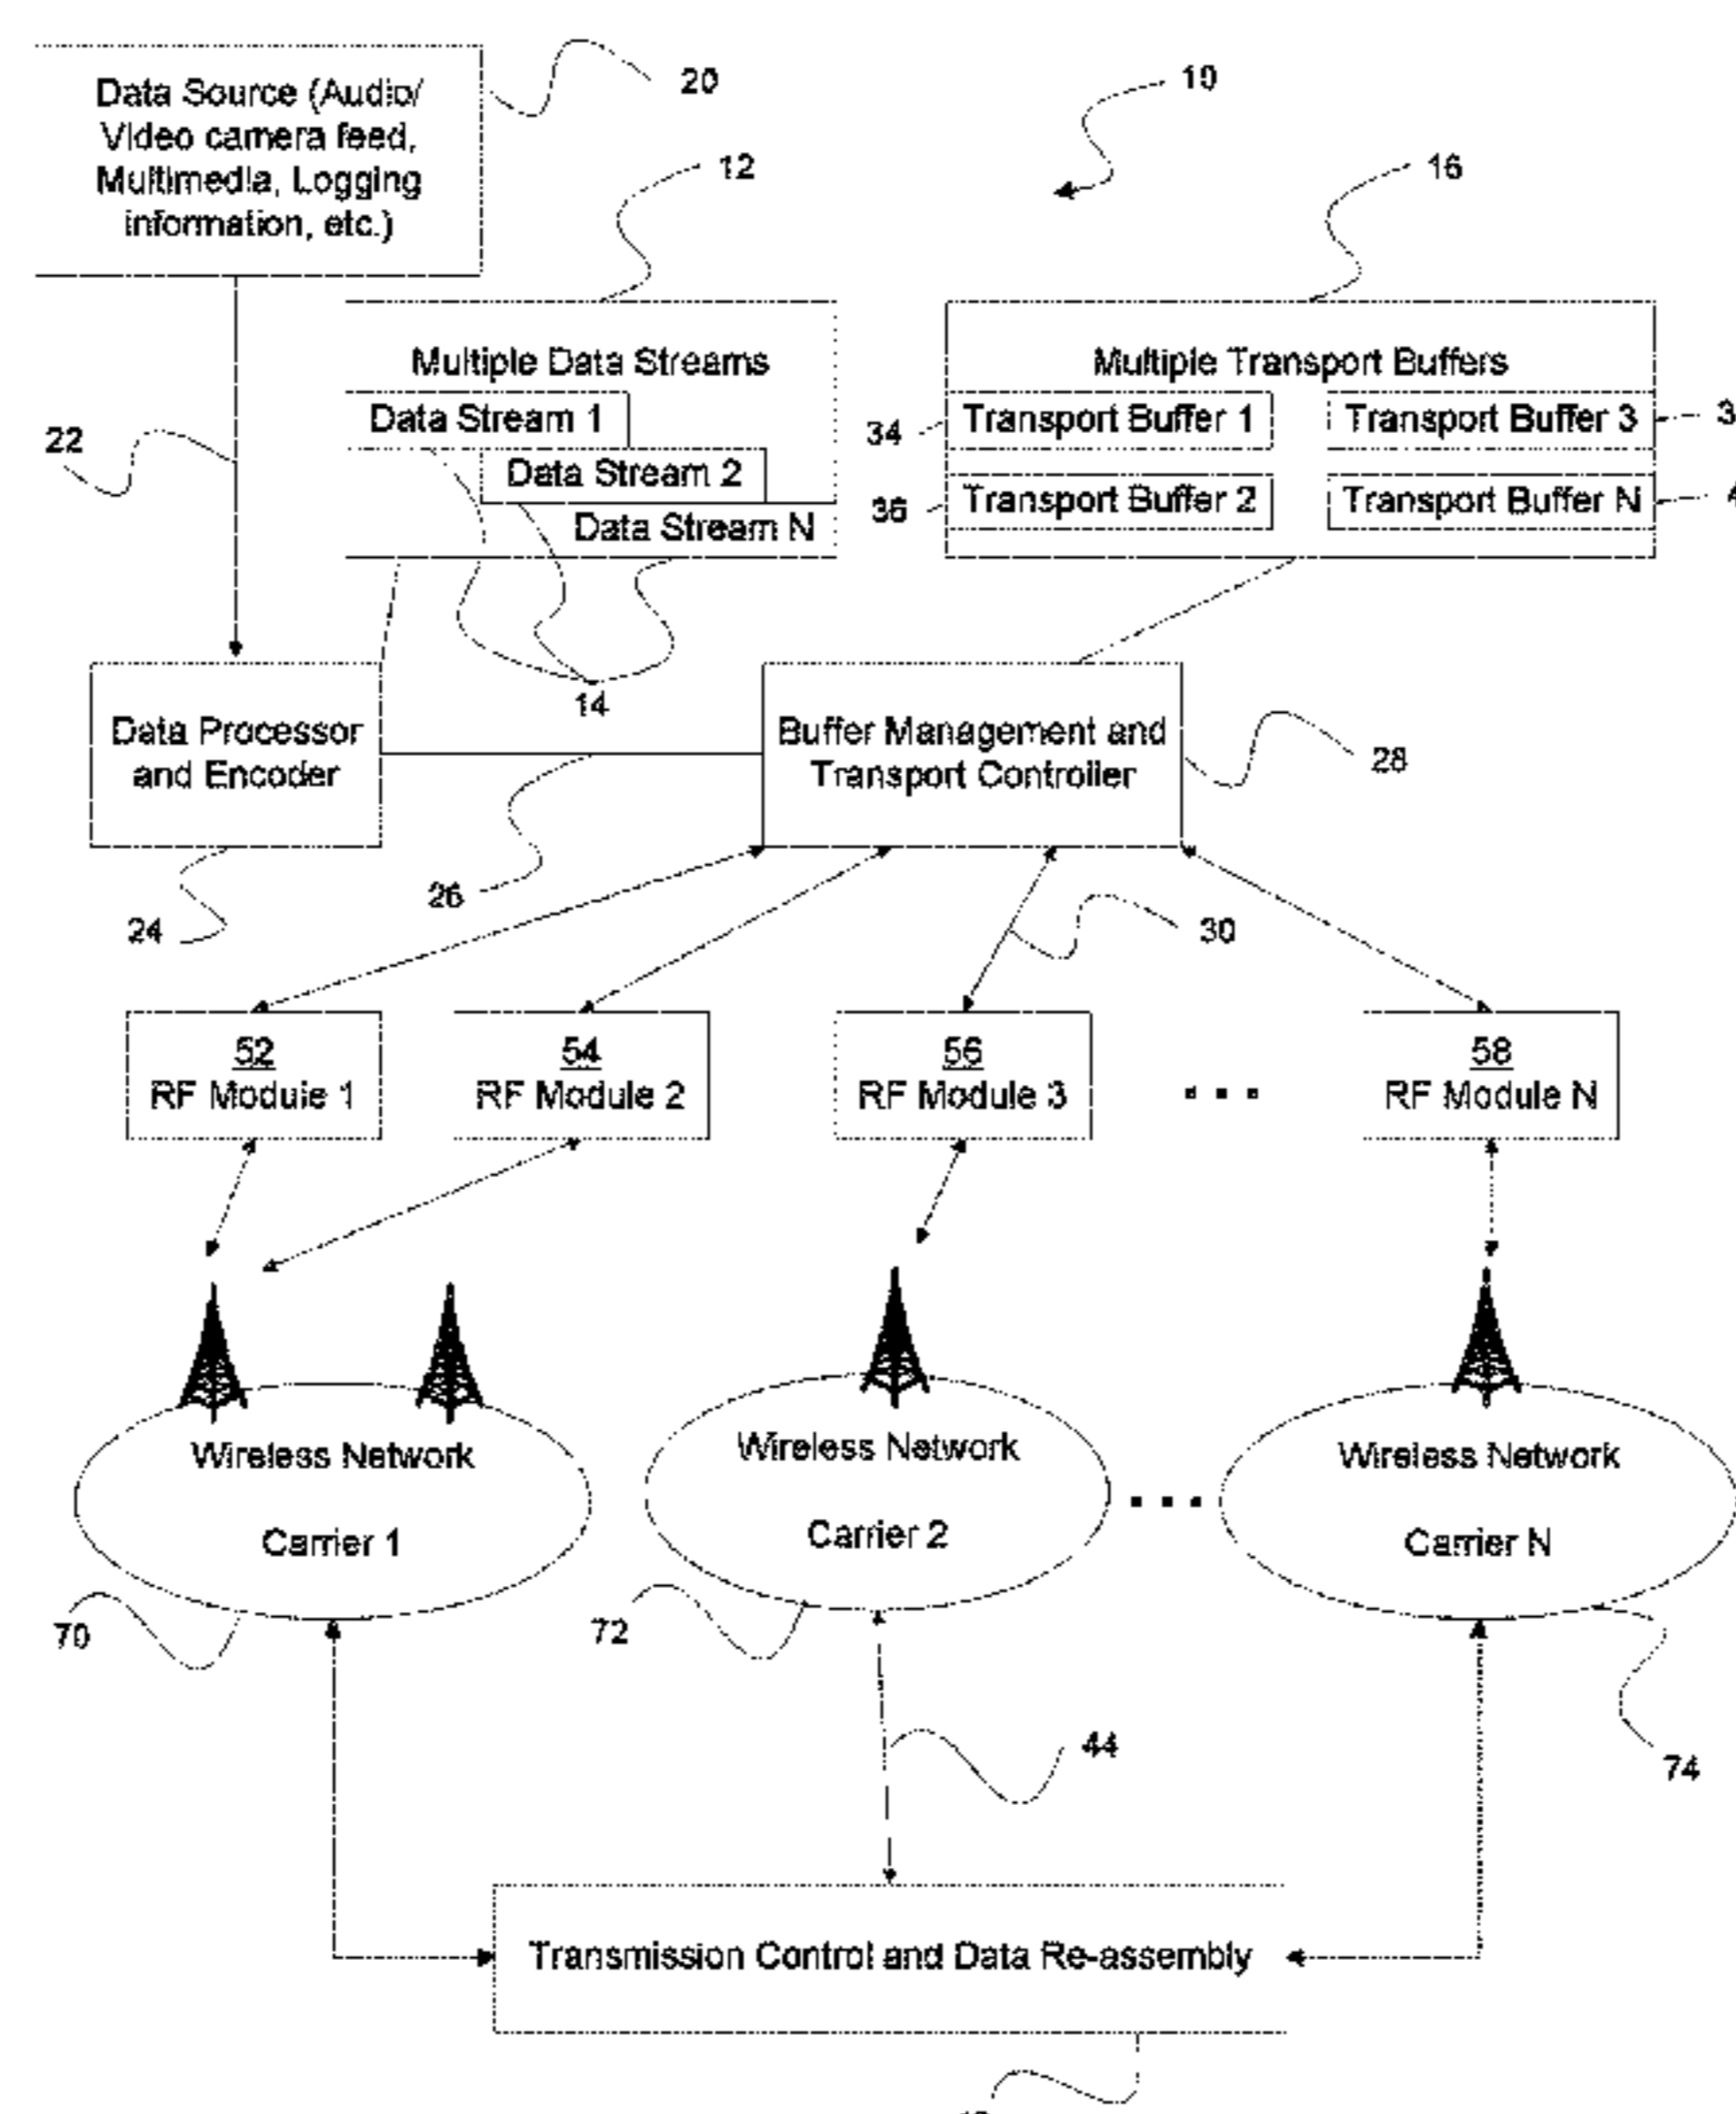 Data Source (Audio/
Video camera feed,
Multimedia, Logging
information, etc.)
20
10
12
16
Multiple Data Streams
Data Stream 1
Data Stream 2
Data Stream N
Multiple Transport Buffers
34
Transport Buffer 1
Transport Buffer 3
36
Transport Buffer 2
Transport Buffer N
22
14
Data Processor
and Encoder
Buffer Management and
Transport Controller
28
26
24
30
52
RF Module 1
54
RF Module 2
56
RF Module 3
...
58
RF Module N
Wireless Network
Carrier 1
Wireless Network
Carrier 2
...
Wireless Network
Carrier N
70
72
44
74
Transmission Control and Data Re-assembly